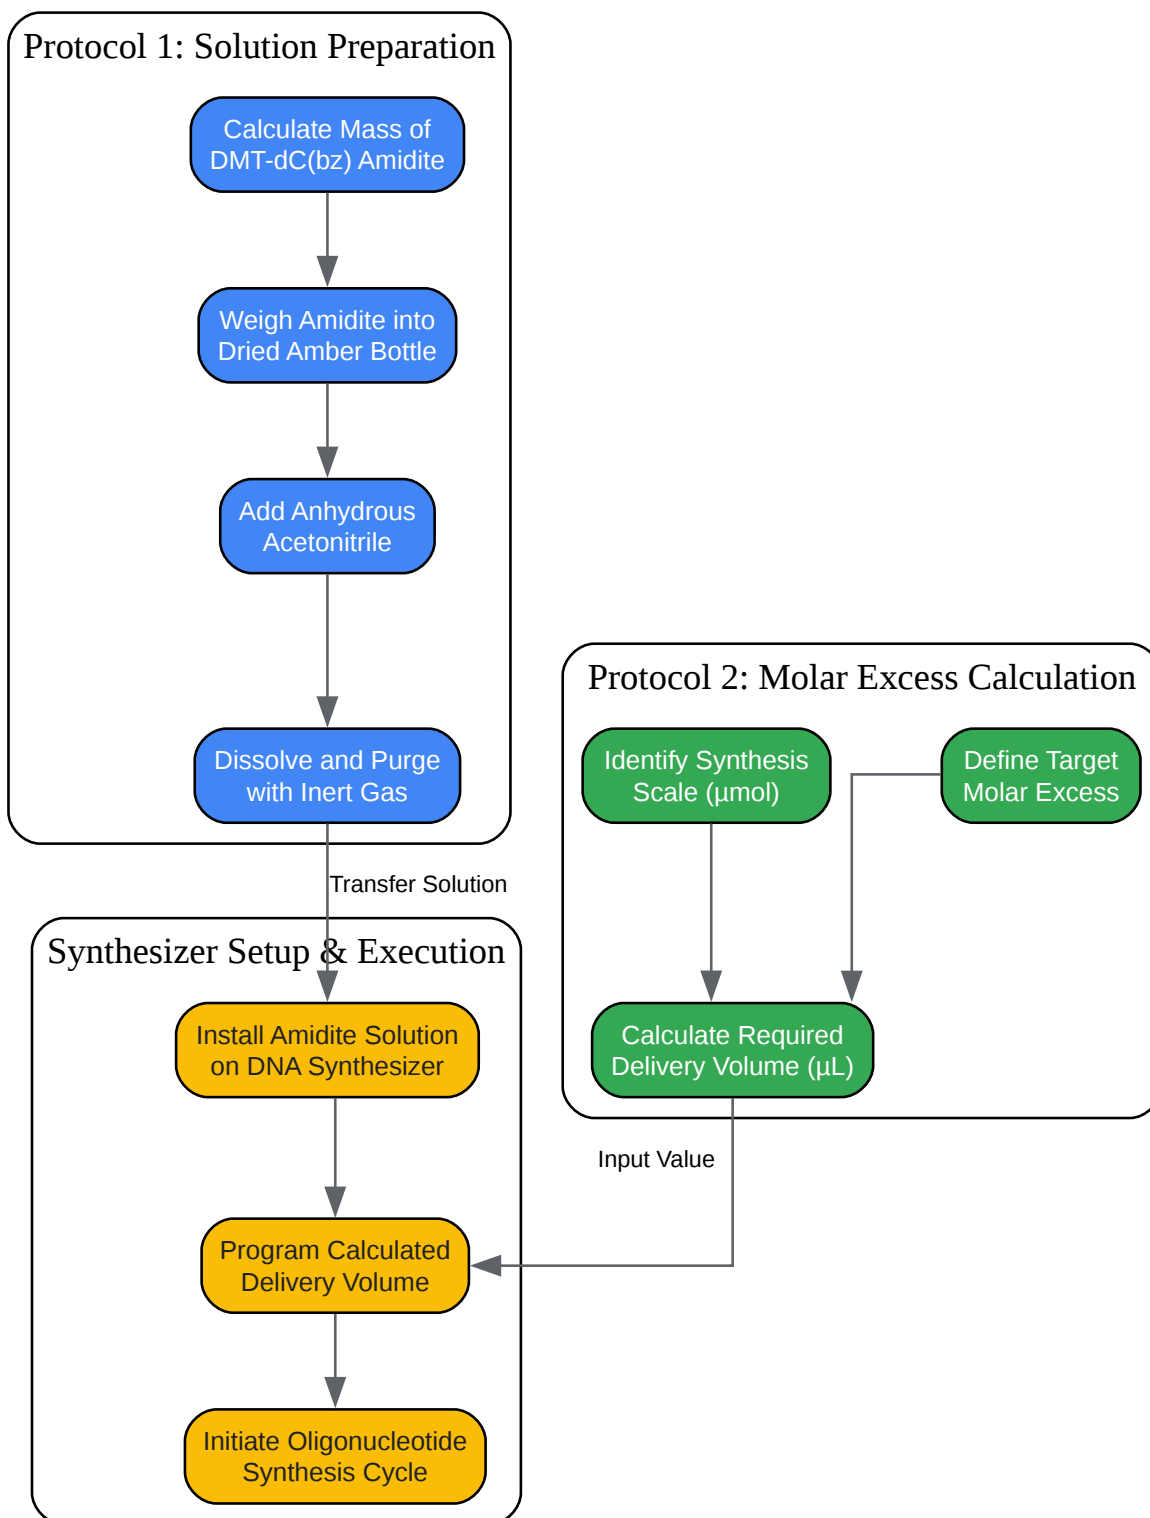 Protocol 1: Solution Preparation
Calculate Mass of
DMT-dC(bz) Amidite
Weigh Amidite into
Dried Amber Bottle
Add Anhydrous
Acetonitrile
Dissolve and Purge
with Inert Gas
Transfer Solution
Protocol 2: Molar Excess Calculation
Identify Synthesis
Scale (µmol)
Define Target
Molar Excess
Calculate Required
Delivery Volume (µL)
Input Value
Synthesizer Setup & Execution
Install Amidite Solution
on DNA Synthesizer
Program Calculated
Delivery Volume
Initiate Oligonucleotide
Synthesis Cycle